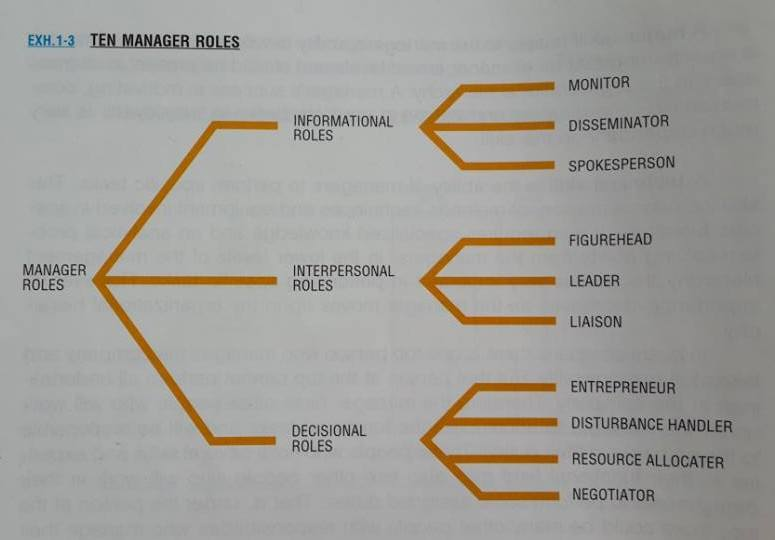 EXH.1-3 TEN MANAGER ROLES
MANAGER
ROLES
INFORMATIONAL
ROLES
MONITOR
DISSEMINATOR
SPOKESPERSON
INTERPERSONAL
ROLES
FIGUREHEAD
LEADER
LIAISON
DECISIONAL
ROLES
ENTREPRENEUR
DISTURBANCE HANDLER
RESOURCE ALLOCATER
NEGOTIATOR